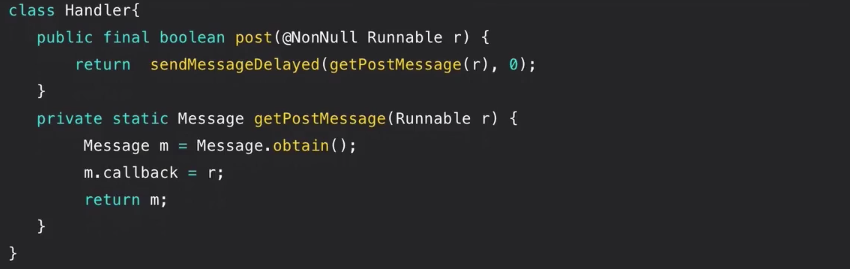 class Handler{
   public final boolean post(@NonNull Runnable r) {
       return  sendMessageDelayed(getPostMessage(r), 0);
   }
   private static Message getPostMessage(Runnable r) {
        Message m = Message.obtain();
        m.callback = r;
        return m;
   }
}